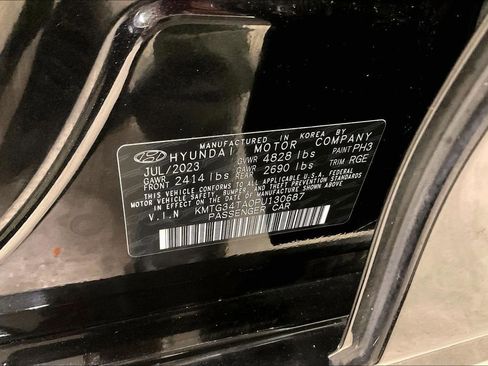 MANUFACTURED IN KOREA BY
HYUNDAI MOTOR COMPANY
JUL/2023 GVWR 4828 lbs PAINT PH3
GAWR FRONT 2414 lbs GAWR REAR 2690 lbs TRIM RGE
THIS VEHICLE CONFORMS TO ALL APPLICABLE FEDERAL
MOTOR VEHICLE SAFETY, BUMPER, AND THEFT PREVENTION
STANDARDS IN EFFECT ON THE DATE OF MANUFACTURE SHOWN ABOVE.
V.I.N KMTG34TA0PU130687
PASSENGER CAR